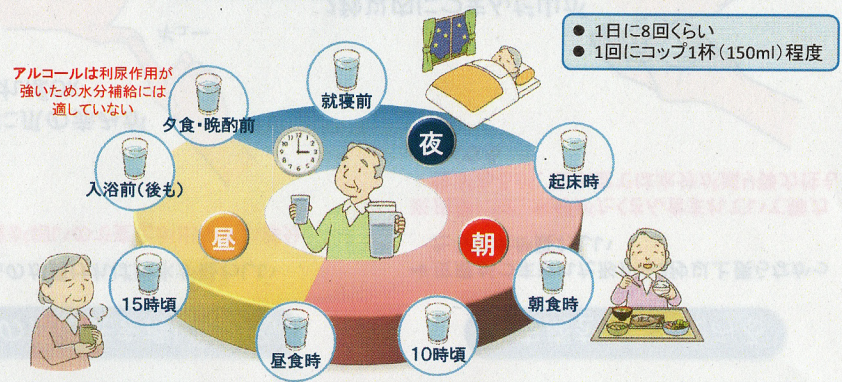 ● 1日に8回くらい
● 1回にコップ1杯(150ml)程度
アルコールは利尿作用が
強いため水分補給には
適していない
夜
朝
昼
起床時
朝食時
10時頃
昼食時
15時頃
入浴前(後も)
夕食・晩酌前
就寝前